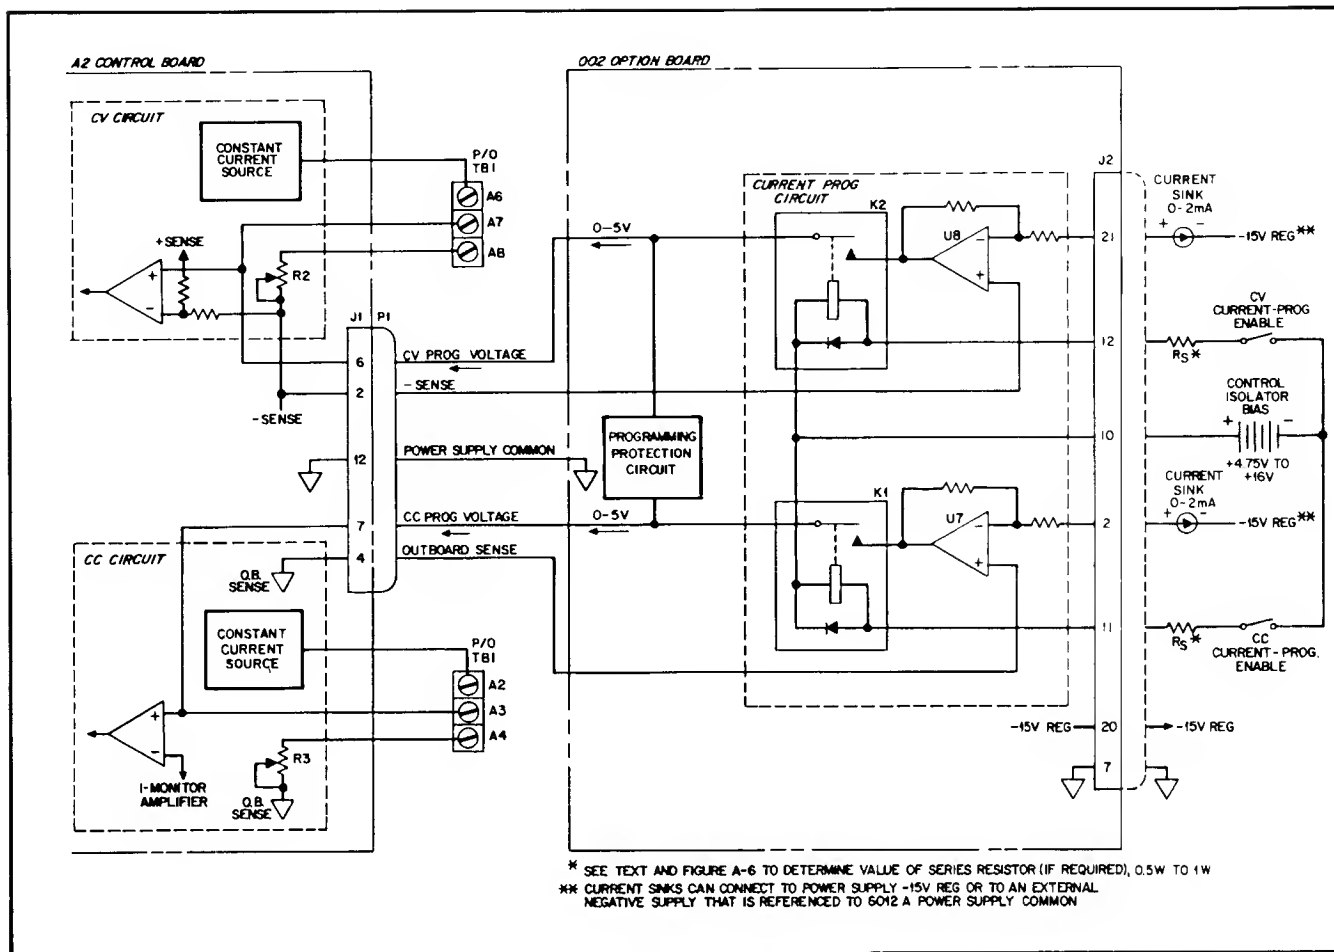 A2 CONTROL BOARD
CV CIRCUIT
CONSTANT
CURRENT
SOURCE
P/O
TB1
A6
A7
A8
+SENSE
+
−
R2
J1
P1
6
2
12
7
4
-SENSE
CV PROG VOLTAGE
- SENSE
POWER SUPPLY COMMON
CC PROG VOLTAGE
OUTBOARD SENSE
O.B.
SENSE
CC CIRCUIT
CONSTANT
CURRENT
SOURCE
P/O
TB1
A2
A3
A4
+
−
R3
I-MONITOR
AMPLIFIER
O.B.
SENSE
002 OPTION BOARD
0-5V
PROGRAMMING
PROTECTION
CIRCUIT
0-5V
CURRENT PROG
CIRCUIT
K2
U8
−
+
K1
U7
−
+
J2
21
12
10
2
11
20
7
-15V REG
CURRENT
SINK
0-2mA
+ -
-15V REG**
CV
CURRENT-PROG
ENABLE
RS*
CONTROL
ISOLATOR
BIAS
+ -
+4.75V TO
+16V
CURRENT
SINK
0-2mA
+ -
-15V REG**
RS*
CC
CURRENT-PROG.
ENABLE
-15V REG
* SEE TEXT AND FIGURE A-6 TO DETERMINE VALUE OF SERIES RESISTOR (IF REQUIRED), 0.5W TO 1W
** CURRENT SINKS CAN CONNECT TO POWER SUPPLY -15V REG OR TO AN EXTERNAL
NEGATIVE SUPPLY THAT IS REFERENCED TO 6012 A POWER SUPPLY COMMON